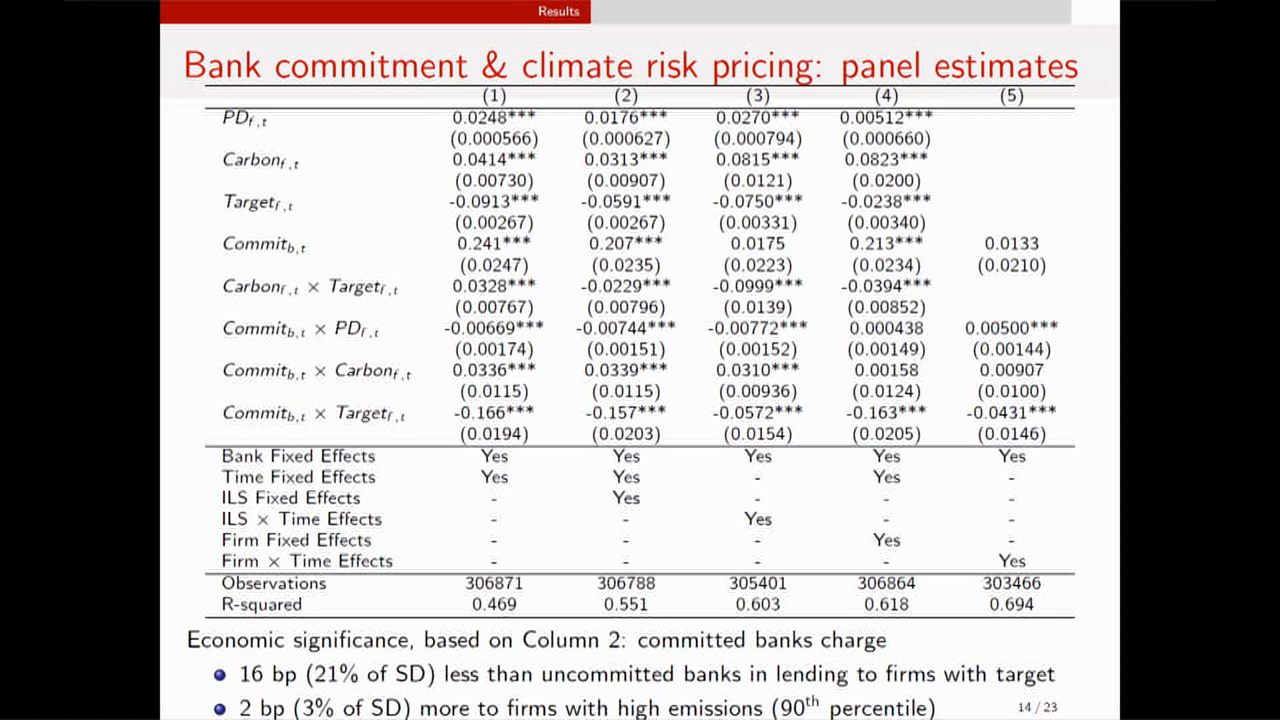 Results
Bank commitment & climate risk pricing: panel estimates
(1) (2) (3) (4) (5)
PDf,t 0.0248*** 0.0176*** 0.0270*** 0.00512***
(0.000566) (0.000627) (0.000794) (0.000660)
Carbonf,t 0.0414*** 0.0313*** 0.0815*** 0.0823***
(0.00730) (0.00907) (0.0121) (0.0200)
Targetf,t -0.0913*** -0.0591*** -0.0750*** -0.0238***
(0.00267) (0.00267) (0.00331) (0.00340)
Commitb,t 0.241*** 0.207*** 0.0175 0.213*** 0.0133
(0.0247) (0.0235) (0.0223) (0.0234) (0.0210)
Carbonf,t × Targetf,t 0.0328*** -0.0229*** -0.0999*** -0.0394***
(0.00767) (0.00796) (0.0139) (0.00852)
Commitb,t × PDf,t -0.00669*** -0.00744*** -0.00772*** 0.000438 0.00500***
(0.00174) (0.00151) (0.00152) (0.00149) (0.00144)
Commitb,t × Carbonf,t 0.0336*** 0.0339*** 0.0310*** 0.00158 0.00907
(0.0115) (0.0115) (0.00936) (0.0124) (0.0100)
Commitb,t × Targetf,t -0.166*** -0.157*** -0.0572*** -0.163*** -0.0431***
(0.0194) (0.0203) (0.0154) (0.0205) (0.0146)
Bank Fixed Effects Yes Yes Yes Yes Yes
Time Fixed Effects Yes Yes - Yes -
ILS Fixed Effects - Yes - - -
ILS × Time Effects - - Yes - -
Firm Fixed Effects - - - Yes -
Firm × Time Effects - - - - Yes
Observations 306871 306788 305401 306864 303466
R-squared 0.469 0.551 0.603 0.618 0.694
Economic significance, based on Column 2: committed banks charge
16 bp (21% of SD) less than uncommitted banks in lending to firms with target
2 bp (3% of SD) more to firms with high emissions (90th percentile)
14 / 23